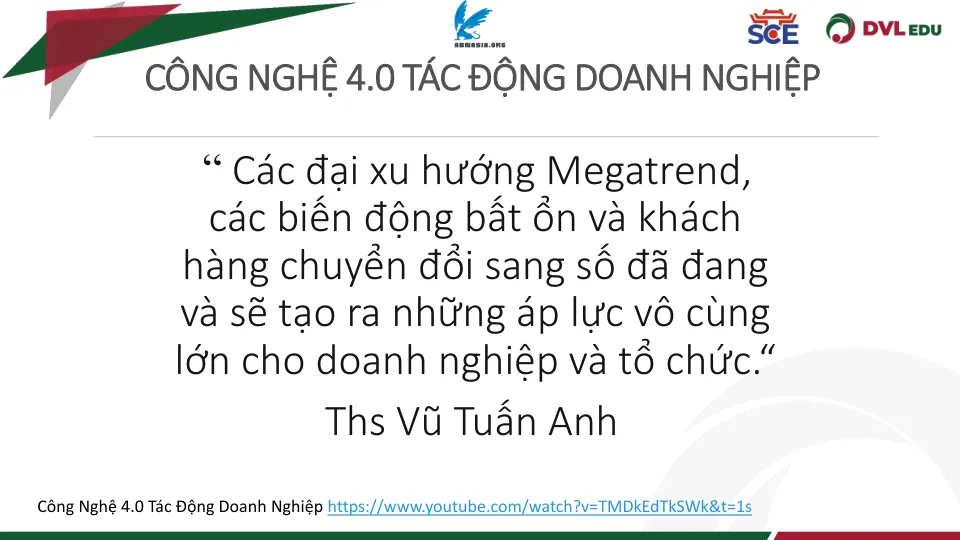 ABNASIA.ORG
SCE
DVL EDU
CÔNG NGHỆ 4.0 TÁC ĐỘNG DOANH NGHIỆP
“ Các đại xu hướng Megatrend,
các biến động bất ổn và khách
hàng chuyển đổi sang số đã đang
và sẽ tạo ra những áp lực vô cùng
lớn cho doanh nghiệp và tổ chức.“
Ths Vũ Tuấn Anh
Công Nghệ 4.0 Tác Động Doanh Nghiệp https://www.youtube.com/watch?v=TMDkEdTkSWk&t=1s